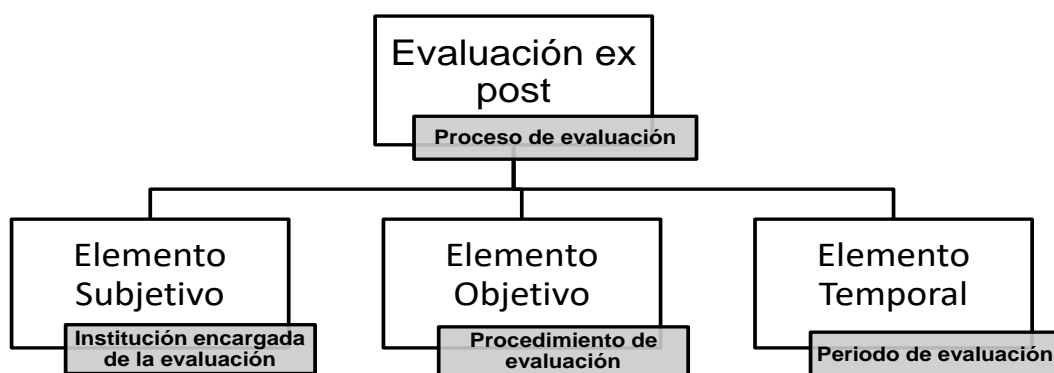 Evaluación ex
post
Proceso de evaluación
Elemento
Subjetivo
Institución encargada
de la evaluación
Elemento
Objetivo
Procedimiento de
evaluación
Elemento
Temporal
Periodo de evaluación